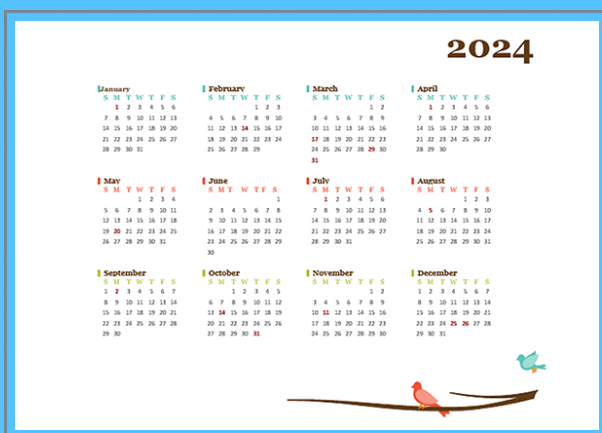 2024
January
S M T W T F S
1 2 3 4 5 6
7 8 9 10 11 12 13
14 15 16 17 18 19 20
21 22 23 24 25 26 27
28 29 30 31
February
S M T W T F S
1 2 3
4 5 6 7 8 9 10
11 12 13 14 15 16 17
18 19 20 21 22 23 24
25 26 27 28 29
March
S M T W T F S
1 2
3 4 5 6 7 8 9
10 11 12 13 14 15 16
17 18 19 20 21 22 23
24 25 26 27 28 29 30
31
April
S M T W T F S
1 2 3 4 5 6
7 8 9 10 11 12 13
14 15 16 17 18 19 20
21 22 23 24 25 26 27
28 29 30
May
S M T W T F S
1 2 3 4
5 6 7 8 9 10 11
12 13 14 15 16 17 18
19 20 21 22 23 24 25
26 27 28 29 30 31
June
S M T W T F S
1
2 3 4 5 6 7 8
9 10 11 12 13 14 15
16 17 18 19 20 21 22
23 24 25 26 27 28 29
30
July
S M T W T F S
1 2 3 4 5 6
7 8 9 10 11 12 13
14 15 16 17 18 19 20
21 22 23 24 25 26 27
28 29 30 31
August
S M T W T F S
1 2 3
4 5 6 7 8 9 10
11 12 13 14 15 16 17
18 19 20 21 22 23 24
25 26 27 28 29 30 31
September
S M T W T F S
1 2 3 4 5 6 7
8 9 10 11 12 13 14
15 16 17 18 19 20 21
22 23 24 25 26 27 28
29 30
October
S M T W T F S
1 2 3 4 5
6 7 8 9 10 11 12
13 14 15 16 17 18 19
20 21 22 23 24 25 26
27 28 29 30 31
November
S M T W T F S
1 2
3 4 5 6 7 8 9
10 11 12 13 14 15 16
17 18 19 20 21 22 23
24 25 26 27 28 29 30
December
S M T W T F S
1 2 3 4 5 6 7
8 9 10 11 12 13 14
15 16 17 18 19 20 21
22 23 24 25 26 27 28
29 30 31